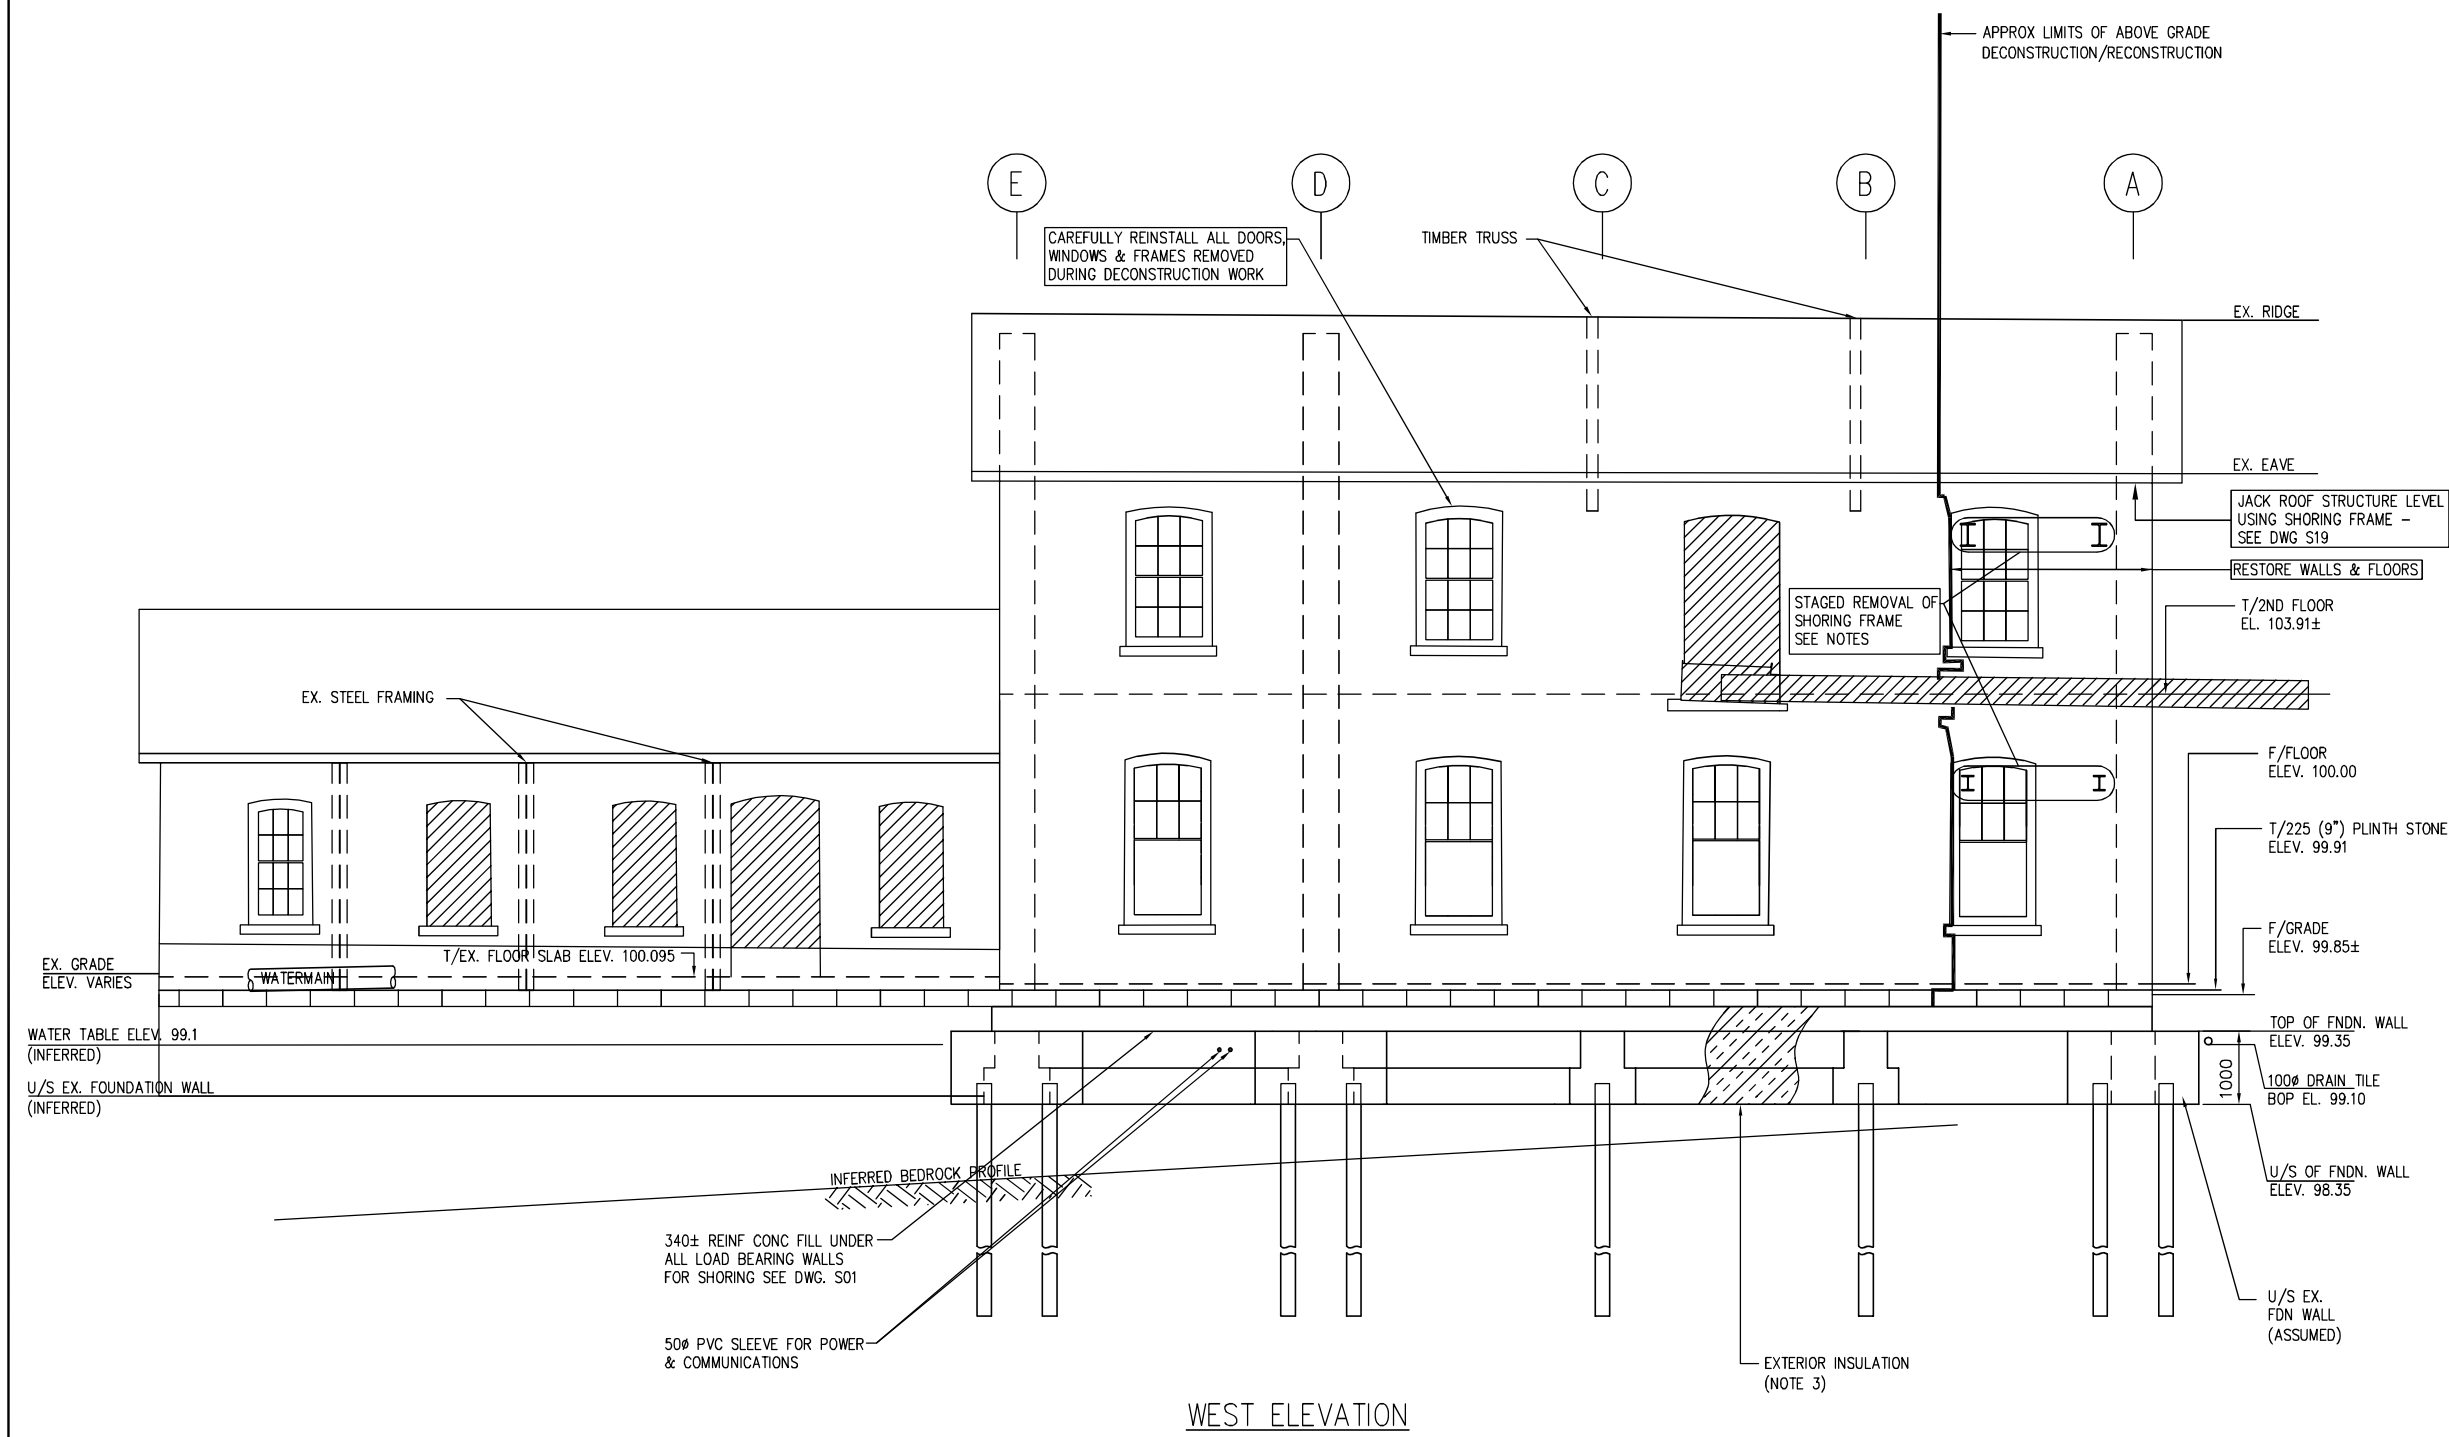 APPROX LIMITS OF ABOVE GRADE
DECONSTRUCTION/RECONSTRUCTION
E
D
C
B
A
CAREFULLY REINSTALL ALL DOORS,
WINDOWS & FRAMES REMOVED
DURING DECONSTRUCTION WORK
TIMBER TRUSS
EX. RIDGE
EX. EAVE
JACK ROOF STRUCTURE LEVEL
USING SHORING FRAME –
SEE DWG S19
RESTORE WALLS & FLOORS
STAGED REMOVAL OF
SHORING FRAME
SEE NOTES
T/2ND FLOOR
EL. 103.91±
EX. STEEL FRAMING
F/FLOOR
ELEV. 100.00
T/225 (9") PLINTH STONE
ELEV. 99.91
F/GRADE
ELEV. 99.85±
T/EX. FLOOR SLAB ELEV. 100.095
EX. GRADE
ELEV. VARIES
WATERMAIN
WATER TABLE ELEV. 99.1
(INFERRED)
U/S EX. FOUNDATION WALL
(INFERRED)
TOP OF FNDN. WALL
ELEV. 99.35
1000
100ø DRAIN TILE
BOP EL. 99.10
U/S OF FNDN. WALL
ELEV. 98.35
INFERRED BEDROCK PROFILE
340± REINF CONC FILL UNDER
ALL LOAD BEARING WALLS
FOR SHORING SEE DWG. S01
50ø PVC SLEEVE FOR POWER
& COMMUNICATIONS
U/S EX.
FDN WALL
(ASSUMED)
EXTERIOR INSULATION
(NOTE 3)
WEST ELEVATION